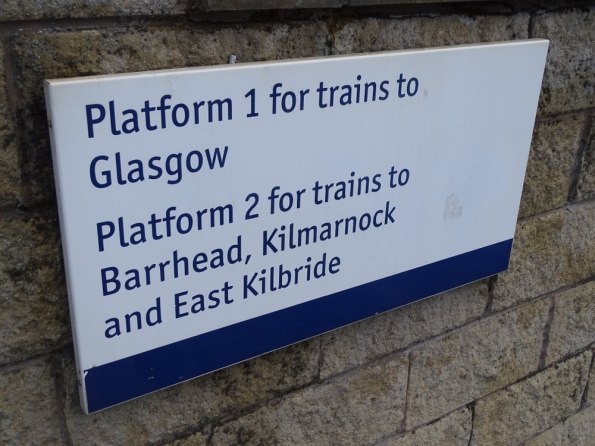 Platform 1 for trains to
Glasgow
Platform 2 for trains to
Barrhead, Kilmarnock
and East Kilbride